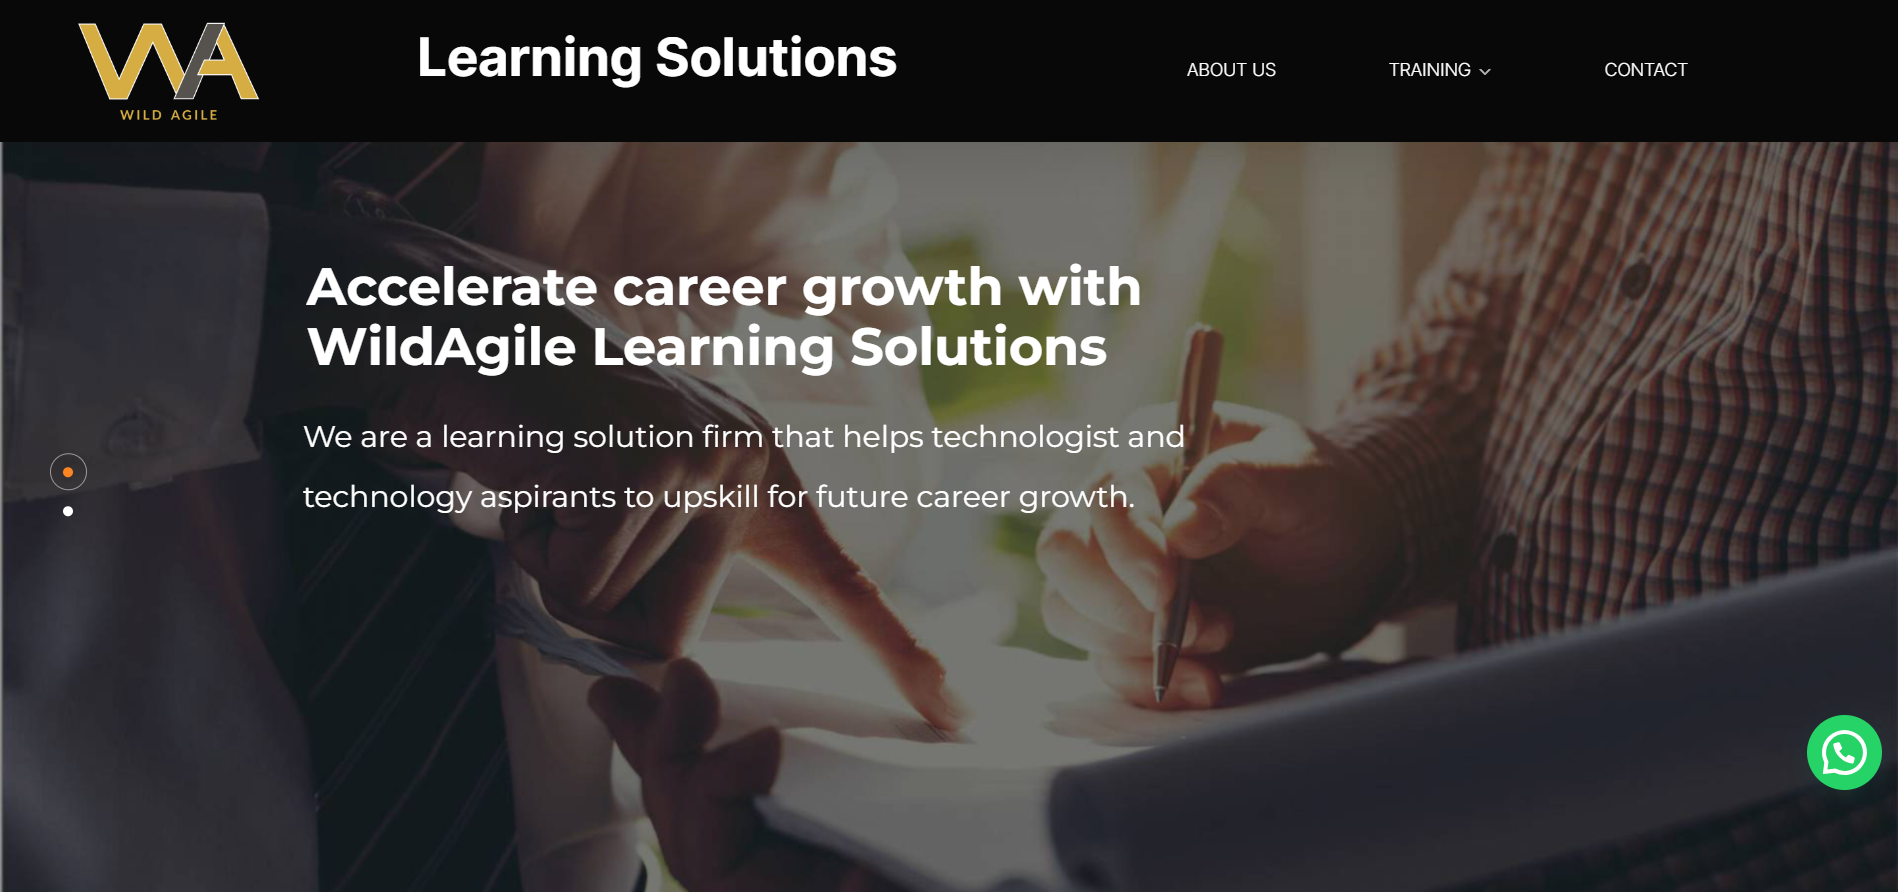 WA
WILD AGILE
Learning Solutions
ABOUT US
TRAINING
CONTACT
Accelerate career growth with
WildAgile Learning Solutions
We are a learning solution firm that helps technologist and
technology aspirants to upskill for future career growth.